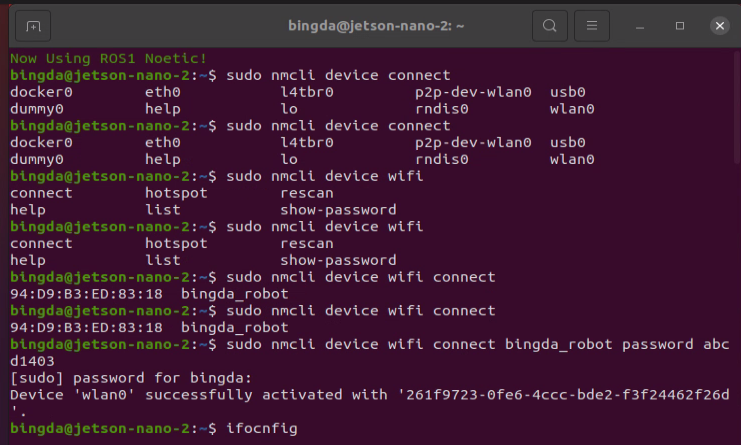 bingda@jetson-nano-2: ~
Now Using ROS1 Noetic!
bingda@jetson-nano-2:~$ sudo nmcli device connect
docker0 eth0 l4tbr0 p2p-dev-wlan0 usb0
dummy0 help lo rndis0 wlan0
bingda@jetson-nano-2:~$ sudo nmcli device connect
docker0 eth0 l4tbr0 p2p-dev-wlan0 usb0
dummy0 help lo rndis0 wlan0
bingda@jetson-nano-2:~$ sudo nmcli device wifi
connect hotspot rescan
help list show-password
bingda@jetson-nano-2:~$ sudo nmcli device wifi
connect hotspot rescan
help list show-password
bingda@jetson-nano-2:~$ sudo nmcli device wifi connect
94:D9:B3:ED:83:18 bingda_robot
bingda@jetson-nano-2:~$ sudo nmcli device wifi connect
94:D9:B3:ED:83:18 bingda_robot
bingda@jetson-nano-2:~$ sudo nmcli device wifi connect bingda_robot password abc
d1403
[sudo] password for bingda:
Device 'wlan0' successfully activated with '261f9723-0fe6-4ccc-bde2-f3f24462f26d
'.
bingda@jetson-nano-2:~$ ifocnfig